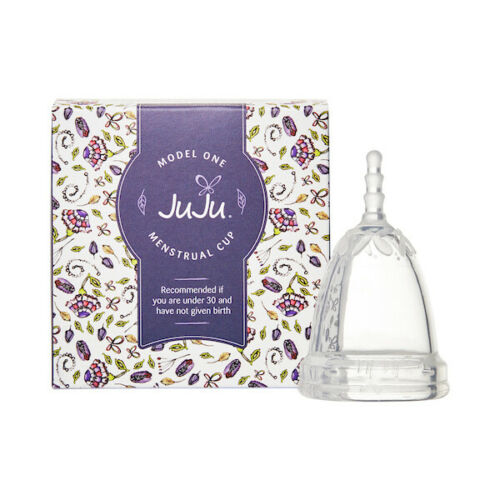 MODEL ONE
JuJu.
MENSTRUAL CUP
Recommended if
you are under 30 and
have not given birth